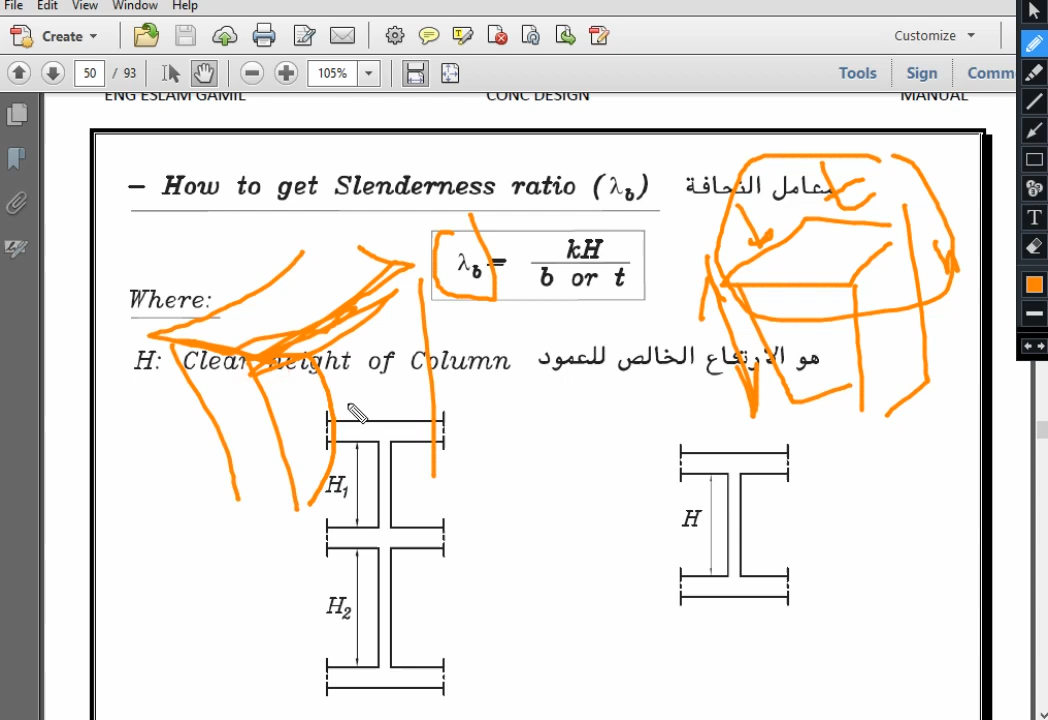 File Edit View Window Help
Create Customize
50 / 93 105% Tools Sign Comm
ENG ESLAM GAMIL CONC DESIGN MANUAL
– How to get Slenderness ratio (λb) معامل النحافة
λb = kH / b or t
Where:
H: Clear height of Column هو الارتفاع الخالص للعمود
H1
H
H2
t